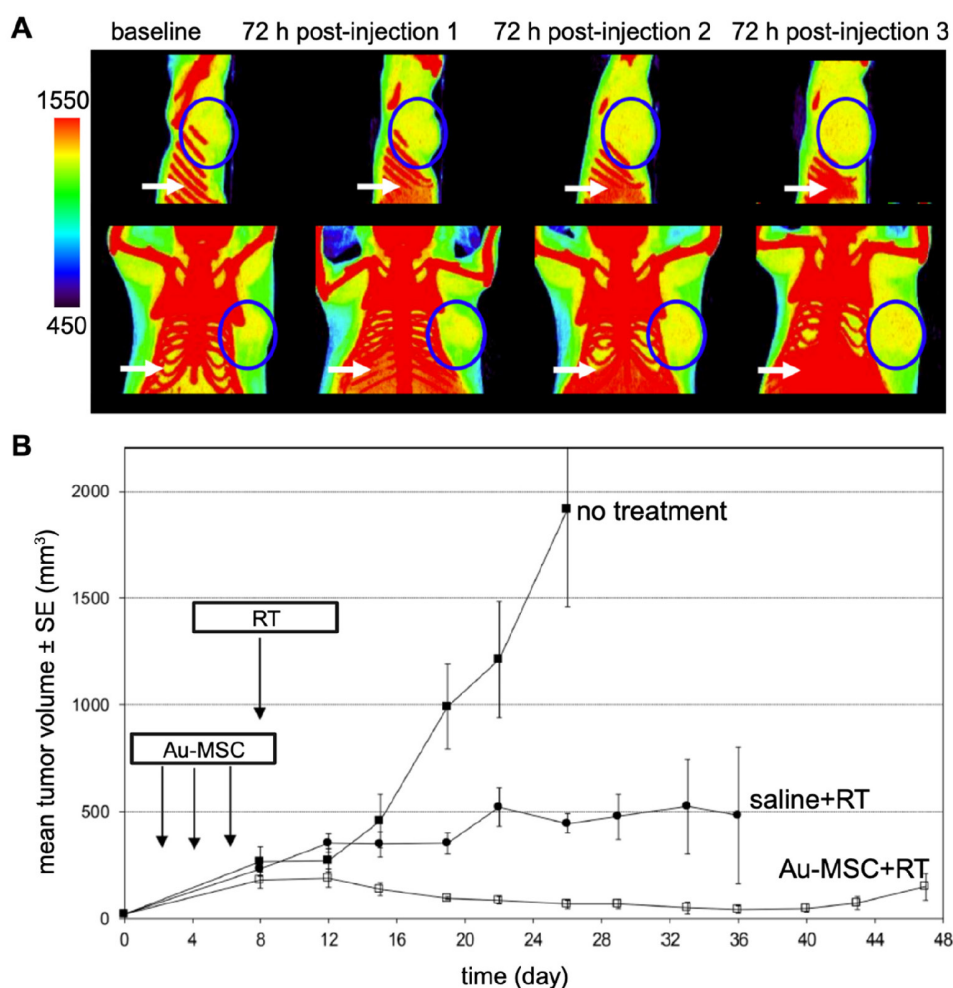 A
baseline 72 h post-injection 1 72 h post-injection 2 72 h post-injection 3
1550
450
B
mean tumor volume ± SE (mm³)
2000
1500
1000
500
0
no treatment
RT
Au-MSC
saline+RT
Au-MSC+RT
0 4 8 12 16 20 24 28 32 36 40 44 48
time (day)